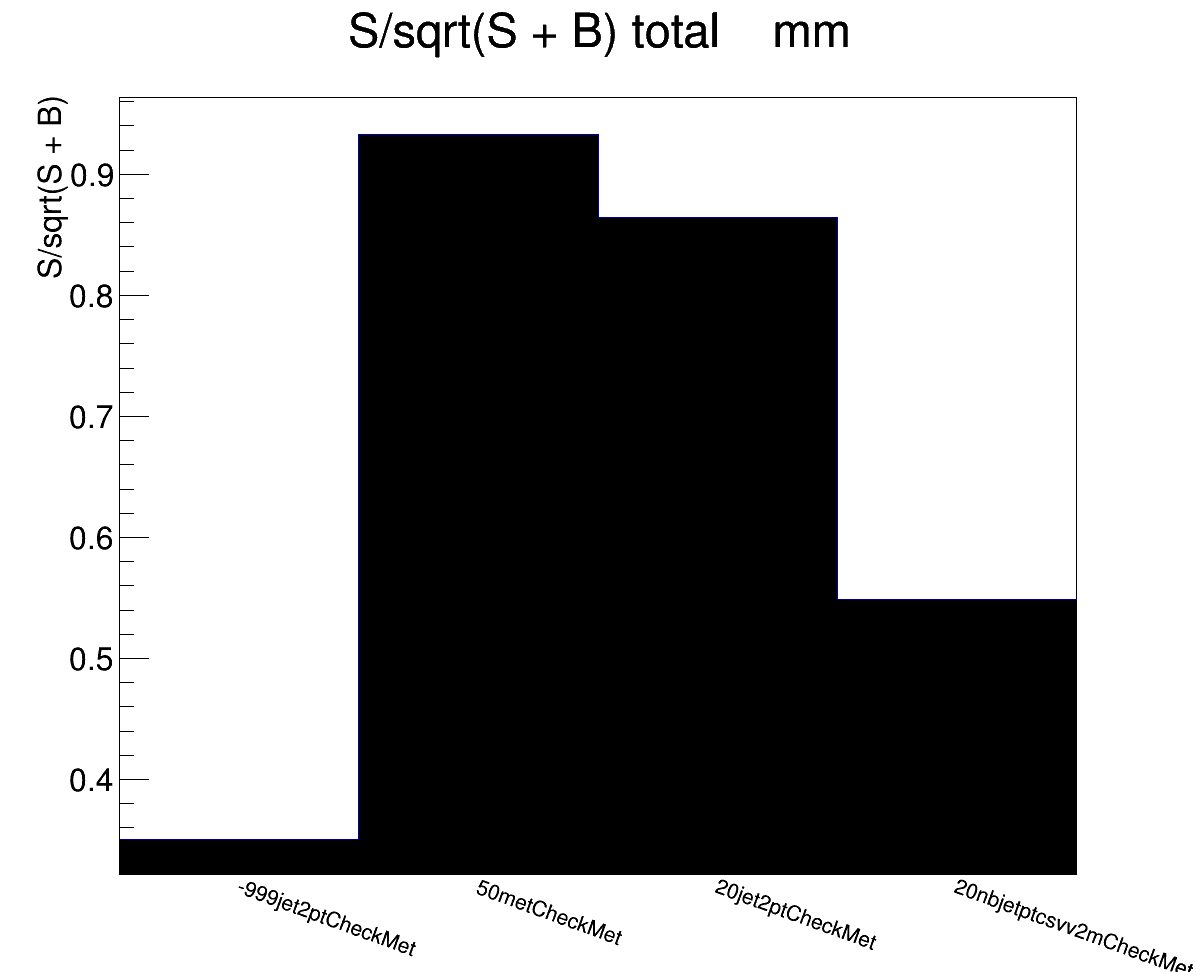 S/sqrt(S + B) total mm
S/sqrt(S + B)
0.9
0.8
0.7
0.6
0.5
0.4
-999jet2ptCheckMet
50metCheckMet
20jet2ptCheckMet
20nbjetptcsvv2mCheckMet